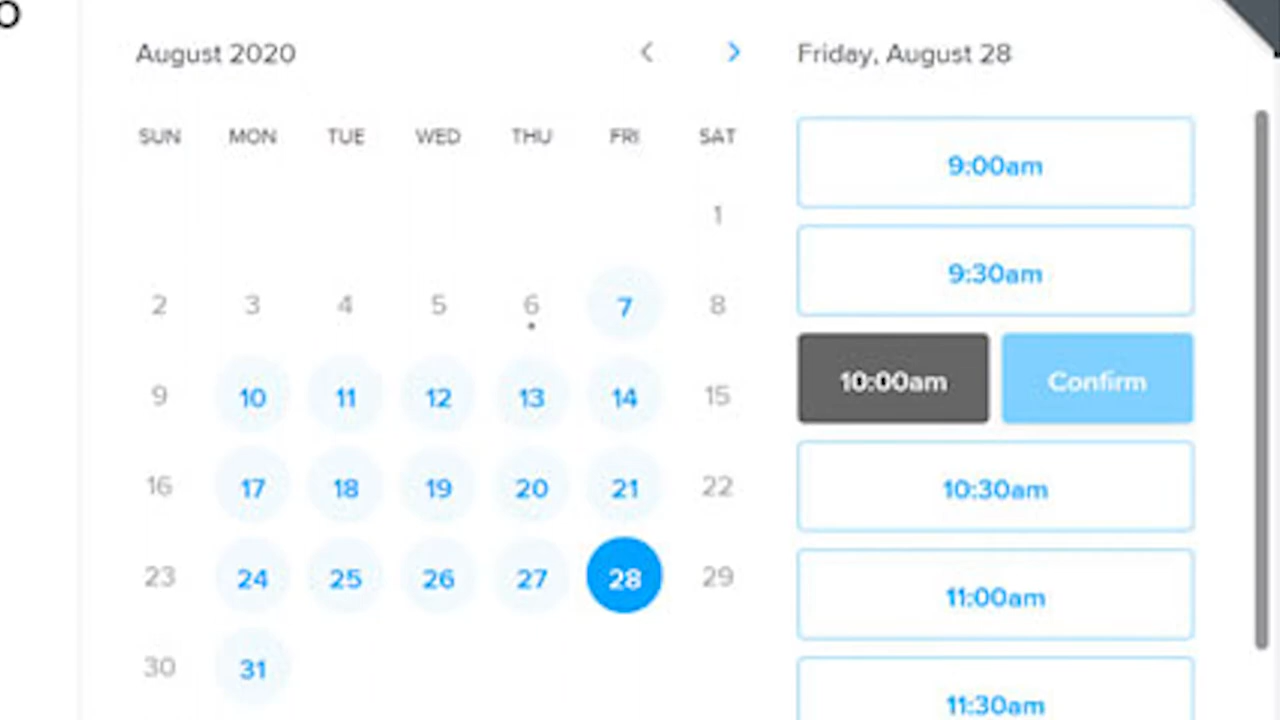 o
August 2020
< >
SUN MON TUE WED THU FRI SAT
1
2 3 4 5 6 7 8
9 10 11 12 13 14 15
16 17 18 19 20 21 22
23 24 25 26 27 28 29
30 31
Friday, August 28
9:00am
9:30am
10:00am Confirm
10:30am
11:00am
11:30am